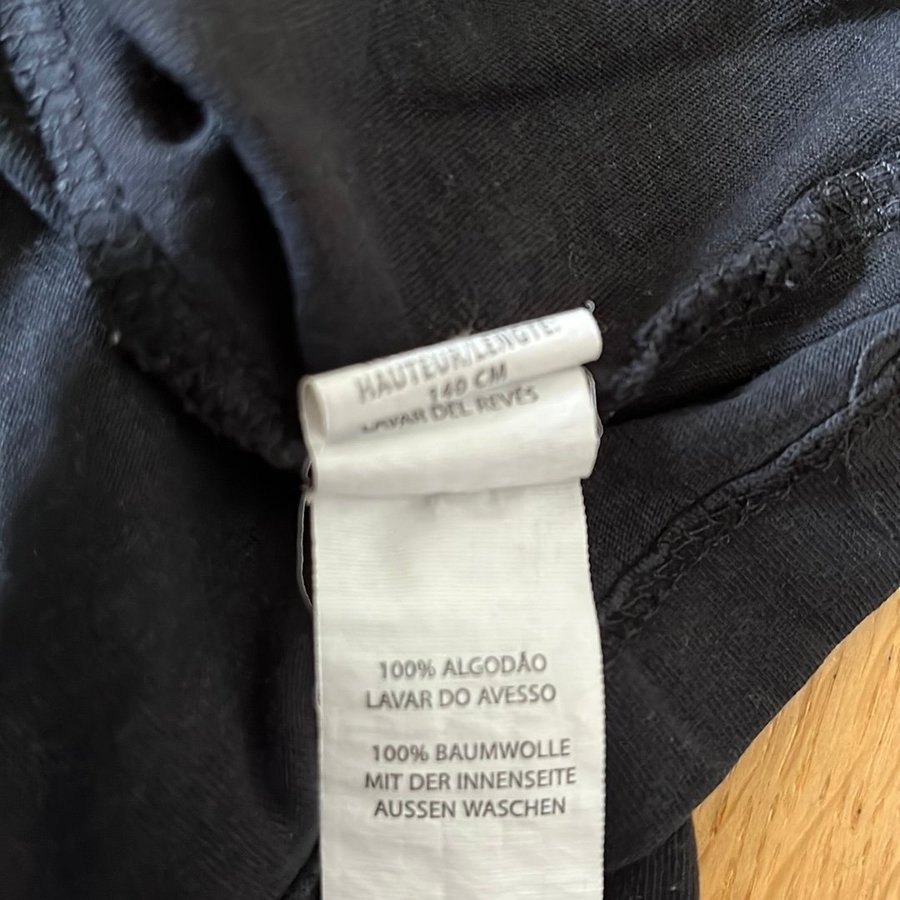 HAUTEUR/LENGTE:
140 CM
LAVAR DEL REVÉS
100% ALGODÃO
LAVAR DO AVESSO
100% BAUMWOLLE
MIT DER INNENSEITE
AUSSEN WASCHEN